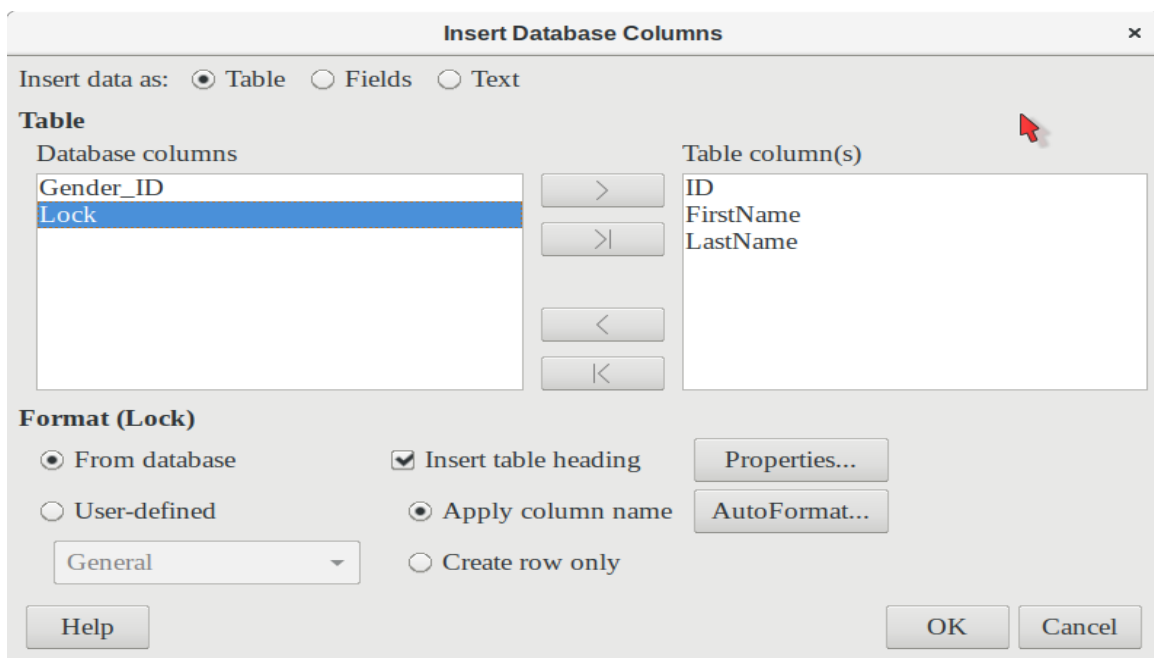 Insert Database Columns ×
Insert data as: Table Fields Text
Table
Database columns
Table column(s)
Gender_ID
Lock
>
>|
<
|<
ID
FirstName
LastName
Format (Lock)
From database
Insert table heading
Properties...
User-defined
Apply column name
AutoFormat...
General
Create row only
Help
OK
Cancel